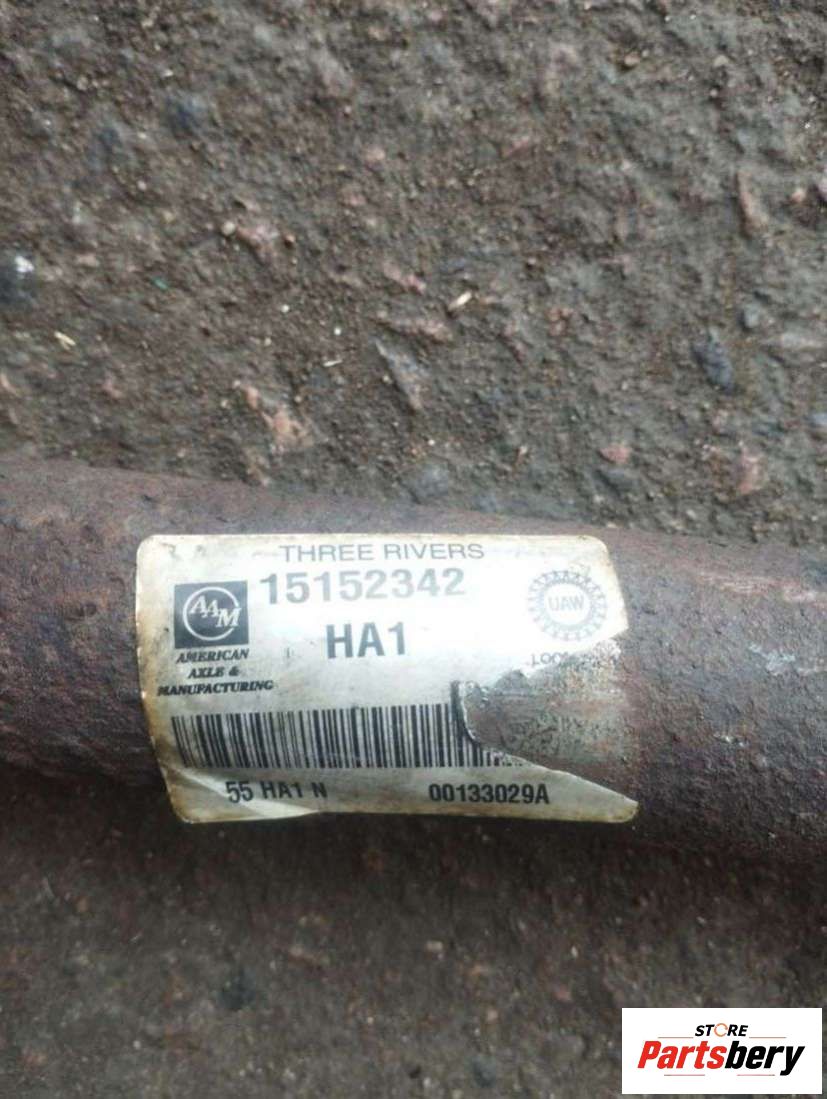 THREE RIVERS
15152342
AAM
UAW
HA1
AMERICAN
AXLE &
MANUFACTURING
55 HA1 N
00133029A
STORE
Partsbery